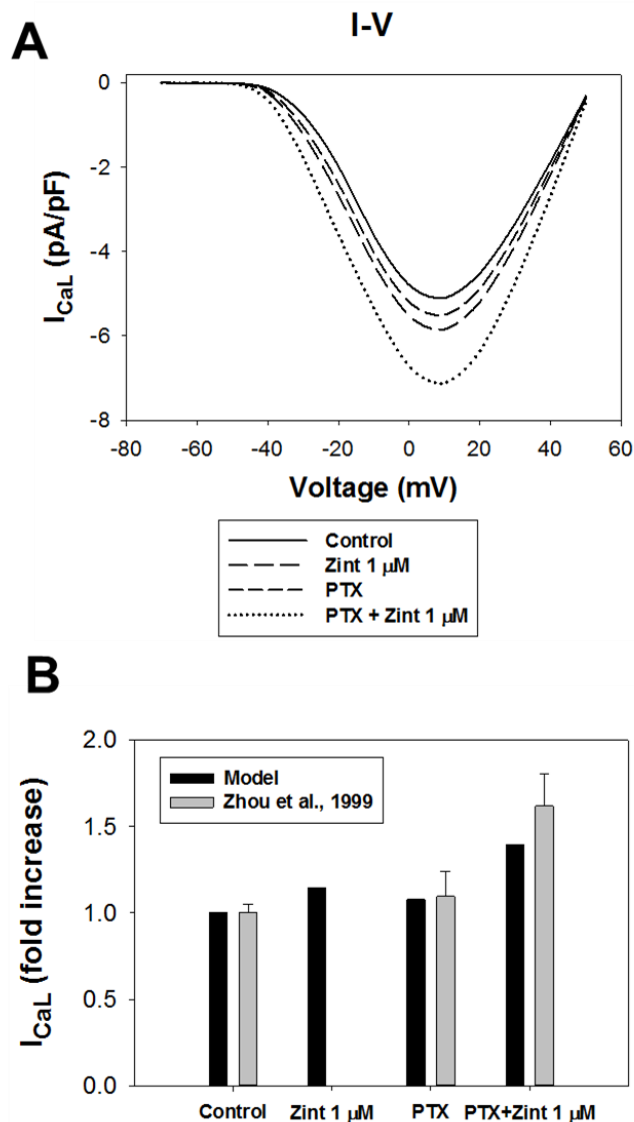 I-V
A
0
-2
-4
-6
-8
I_CaL (pA/pF)
-80 -60 -40 -20 0 20 40 60
Voltage (mV)
Control
Zint 1 μM
PTX
PTX + Zint 1 μM
B
2.0
1.5
1.0
0.5
0.0
I_CaL (fold increase)
Model
Zhou et al., 1999
Control Zint 1 μM PTX PTX+Zint 1 μM